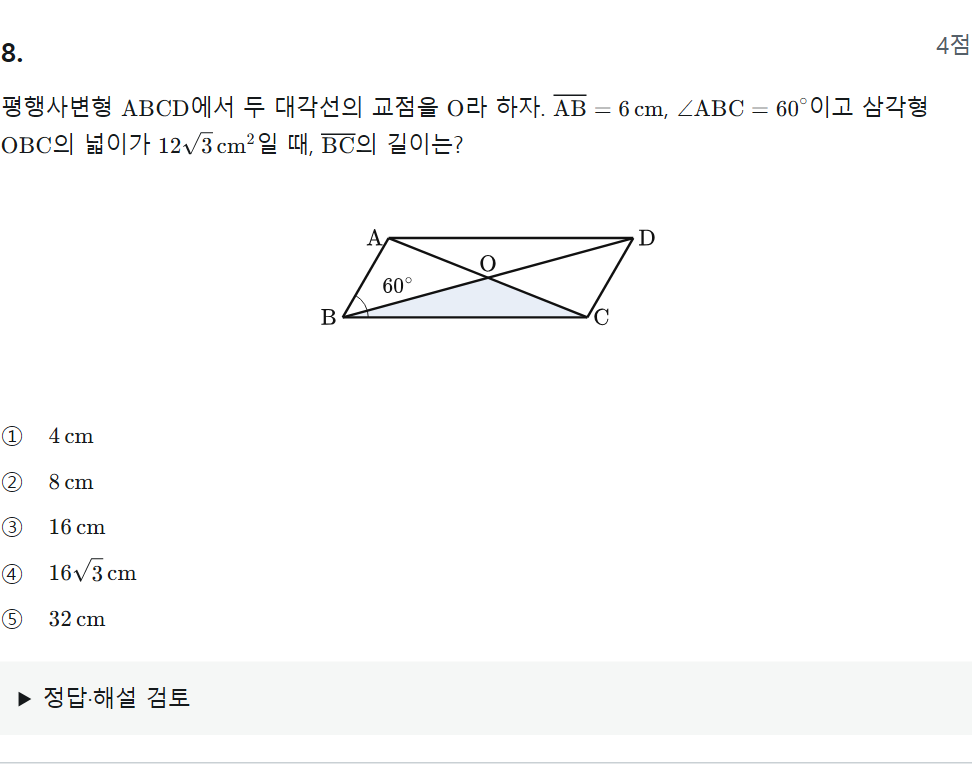 8.
4점
평행사변형 ABCD에서 두 대각선의 교점을 O라 하자. $\overline{AB}$ = 6 cm, ∠ABC = 60°이고 삼각형
OBC의 넓이가 12√3 cm²일 때, $\overline{BC}$의 길이는?
A
D
O
60°
B
C
① 4 cm
② 8 cm
③ 16 cm
④ 16√3 cm
⑤ 32 cm
▶ 정답·해설 검토